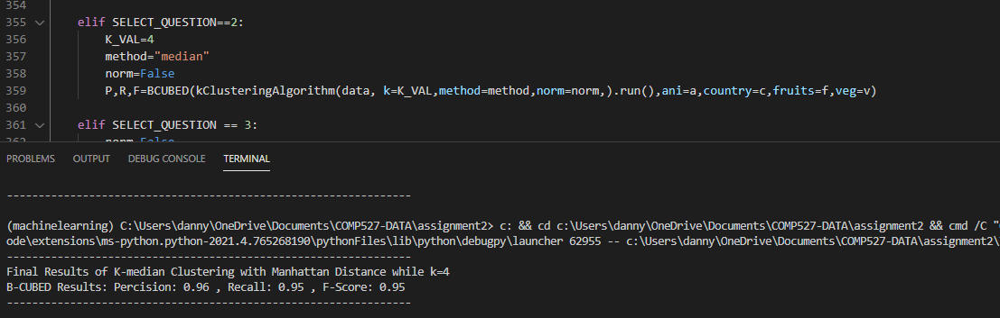 354
355 elif SELECT_QUESTION==2:
356 K_VAL=4
357 method="median"
358 norm=False
359 P,R,F=BCUBED(kClusteringAlgorithm(data, k=K_VAL,method=method,norm=norm,).run(),ani=a,country=c,fruits=f,veg=v)
360
361 elif SELECT_QUESTION == 3:
362 norm=False
PROBLEMS OUTPUT DEBUG CONSOLE TERMINAL
----------------------------------------------------------------
(machinelearning) C:\Users\danny\OneDrive\Documents\COMP527-DATA\assignment2> c: && cd c:\Users\danny\OneDrive\Documents\COMP527-DATA\assignment2 && cmd /C "
ode\extensions\ms-python.python-2021.4.765268190\pythonFiles\lib\python\debugpy\launcher 62955 -- c:\Users\danny\OneDrive\Documents\COMP527-DATA\assignment2\
----------------------------------------------------------------
Final Results of K-median Clustering with Manhattan Distance while k=4
B-CUBED Results: Percision: 0.96 , Recall: 0.95 , F-Score: 0.95
----------------------------------------------------------------